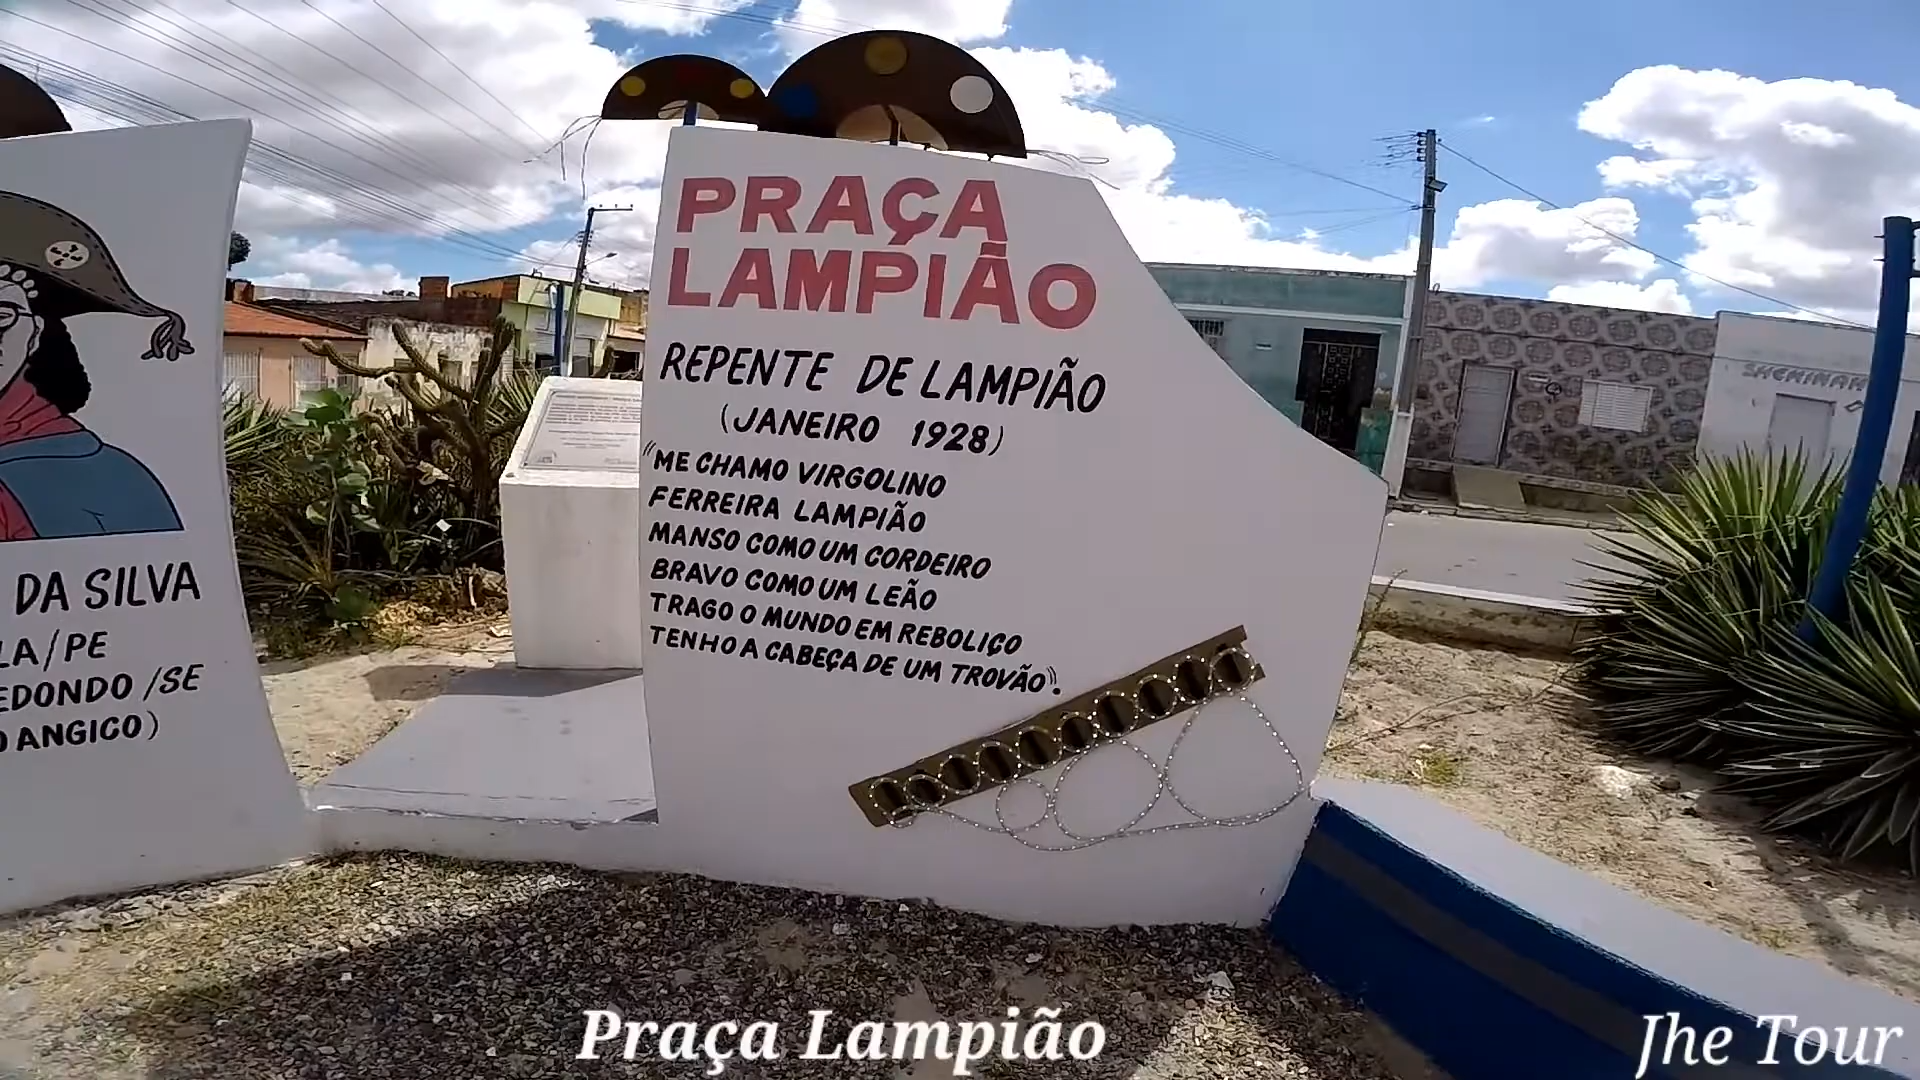 DA SILVA
LA/PE
EDONDO /SE
O ANGICO)
PRAÇA
LAMPIÃO
REPENTE DE LAMPIÃO
(JANEIRO 1928)
"ME CHAMO VIRGOLINO
FERREIRA LAMPIÃO
MANSO COMO UM CORDEIRO
BRAVO COMO UM LEÃO
TRAGO O MUNDO EM REBOLIÇO
TENHO A CABEÇA DE UM TROVÃO".
SHEKINAH
Praça Lampião
Jhe Tour